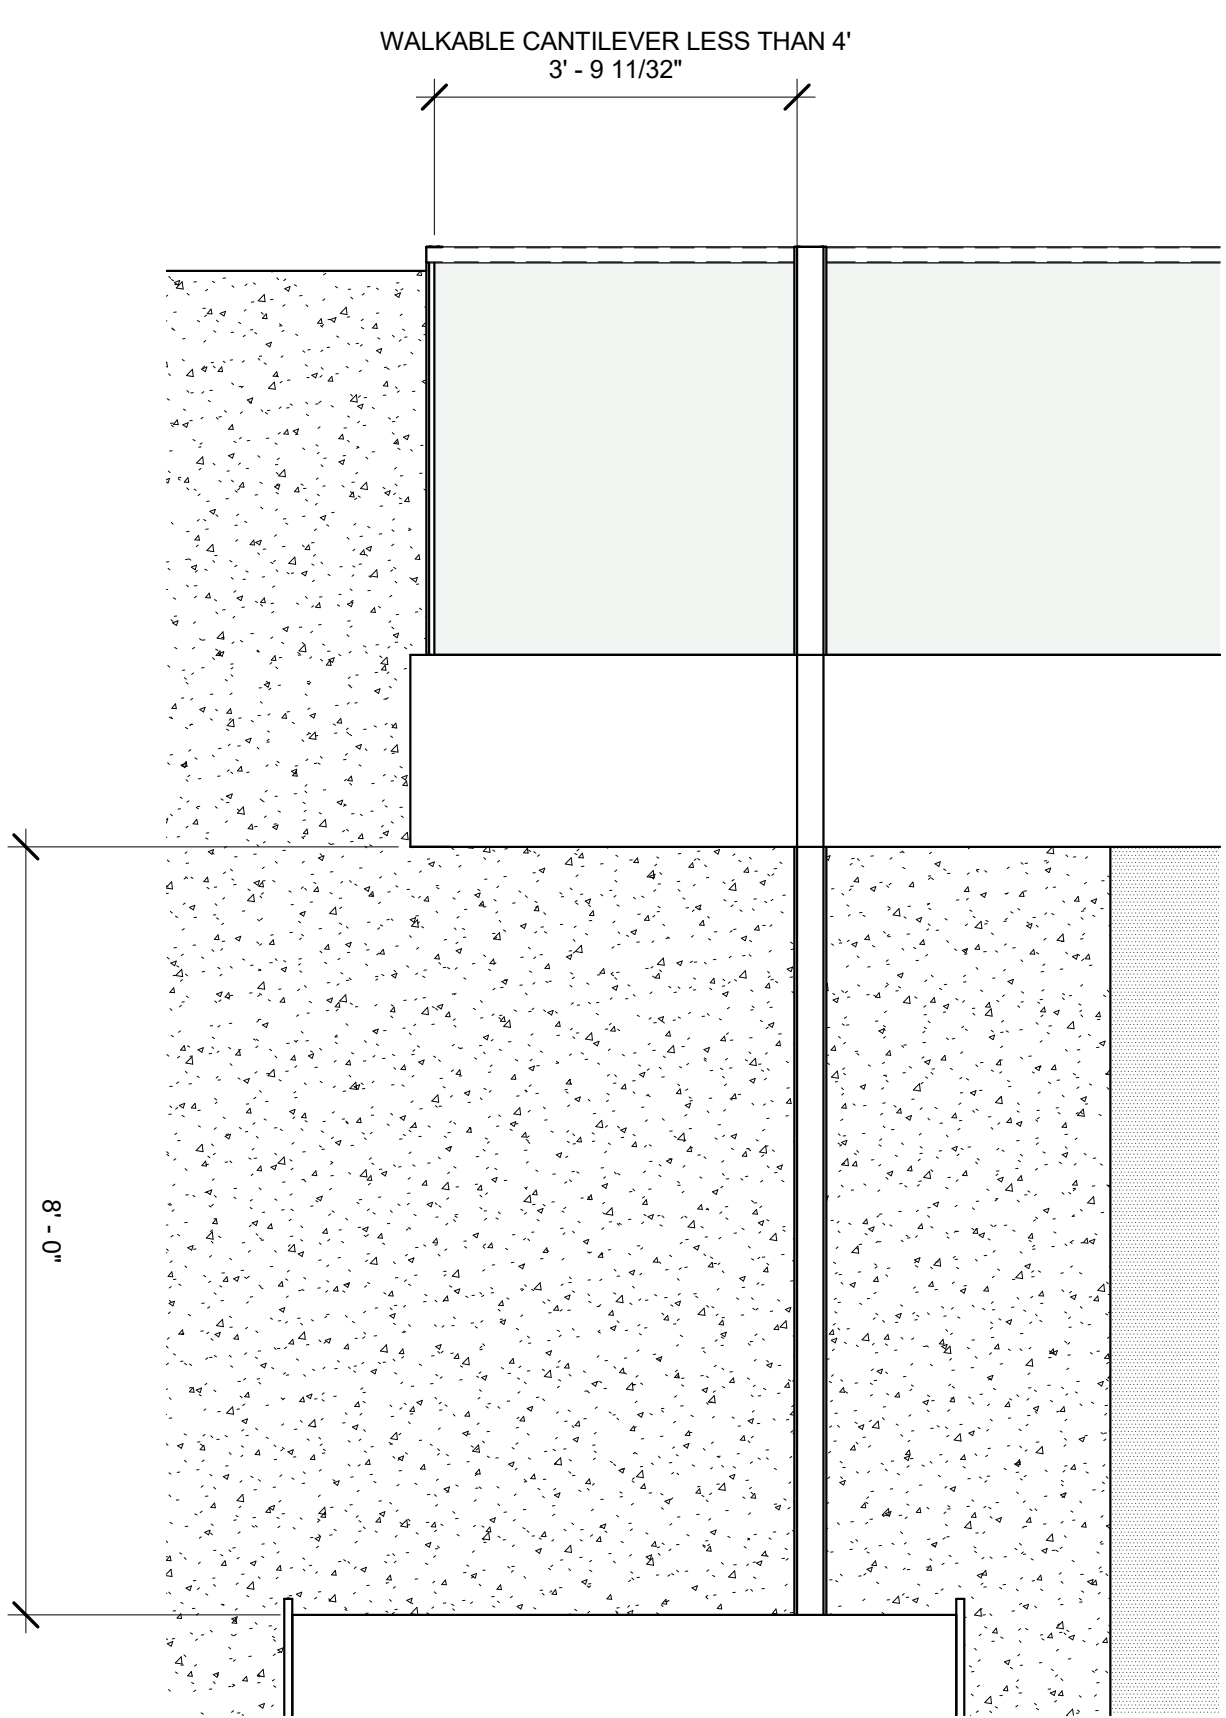 WALKABLE CANTILEVER LESS THAN 4'
3' - 9 11/32"
8' - 0"